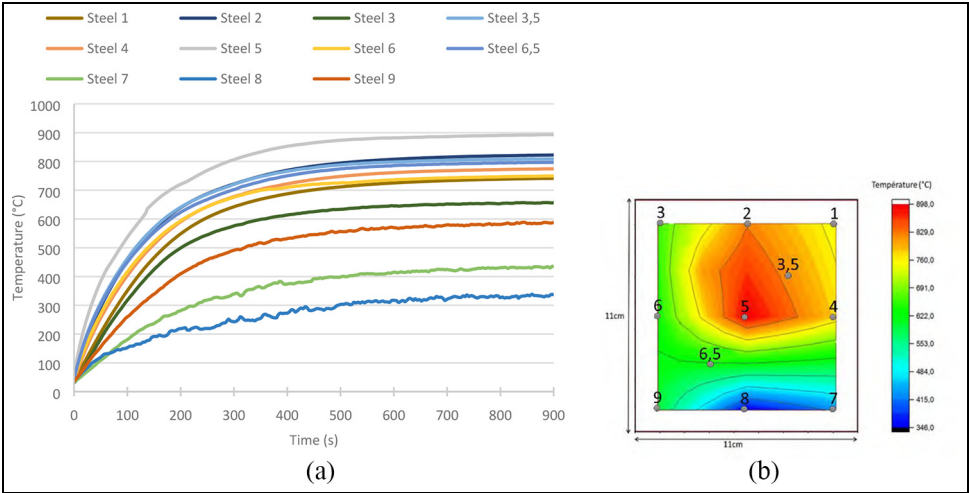 Steel 1 Steel 2 Steel 3 Steel 3,5
Steel 4 Steel 5 Steel 6 Steel 6,5
Steel 7 Steel 8 Steel 9
1000
900
800
700
600
500
400
300
200
100
0
Temperature (°C)
0 100 200 300 400 500 600 700 800 900
Time (s)
(a)
3 2 1
3,5
6 5 4
6,5
9 8 7
11cm
11cm
Température (°C)
898,0
829,0
760,0
691,0
622,0
553,0
484,0
415,0
346,0
(b)